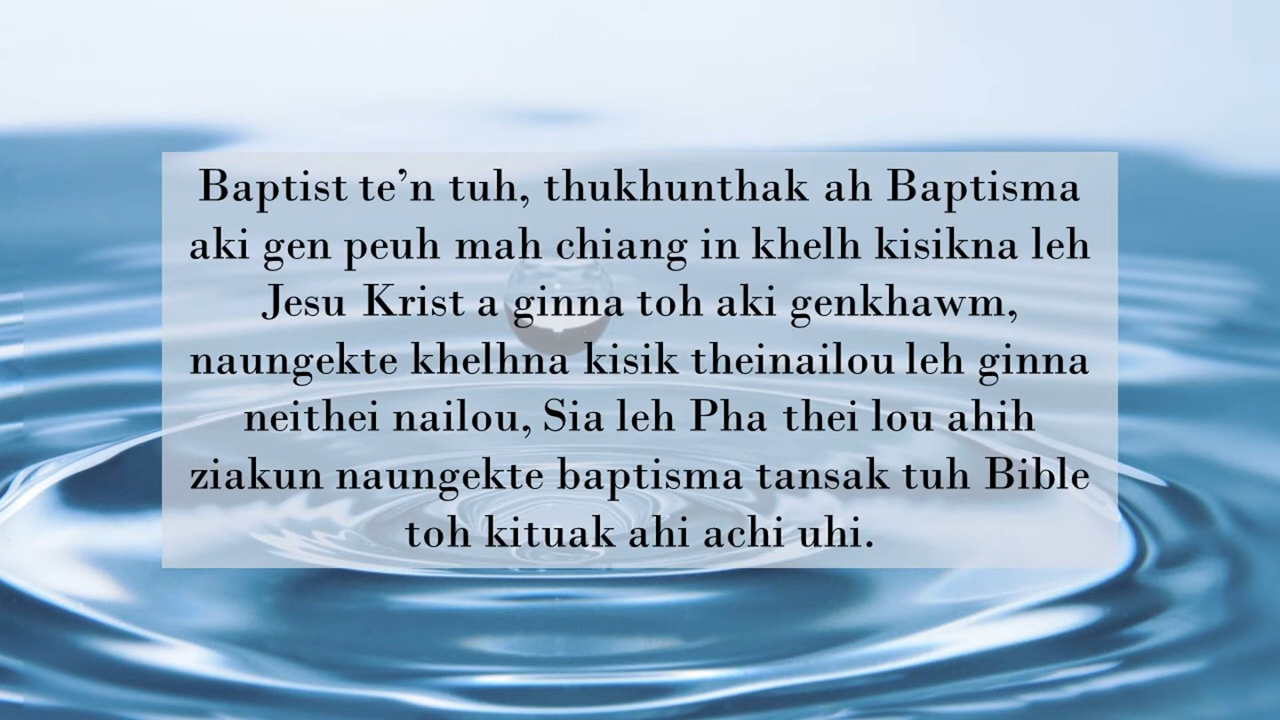 Baptist te’n tuh, thukhunthak ah Baptisma
aki gen peuh mah chiang in khelh kisikna leh
Jesu Krist a ginna toh aki genkhawm,
naungekte khelhna kisik theinailou leh ginna
neithei nailou, Sia leh Pha thei lou ahih
ziakun naungekte baptisma tansak tuh Bible
toh kituak ahi achi uhi.